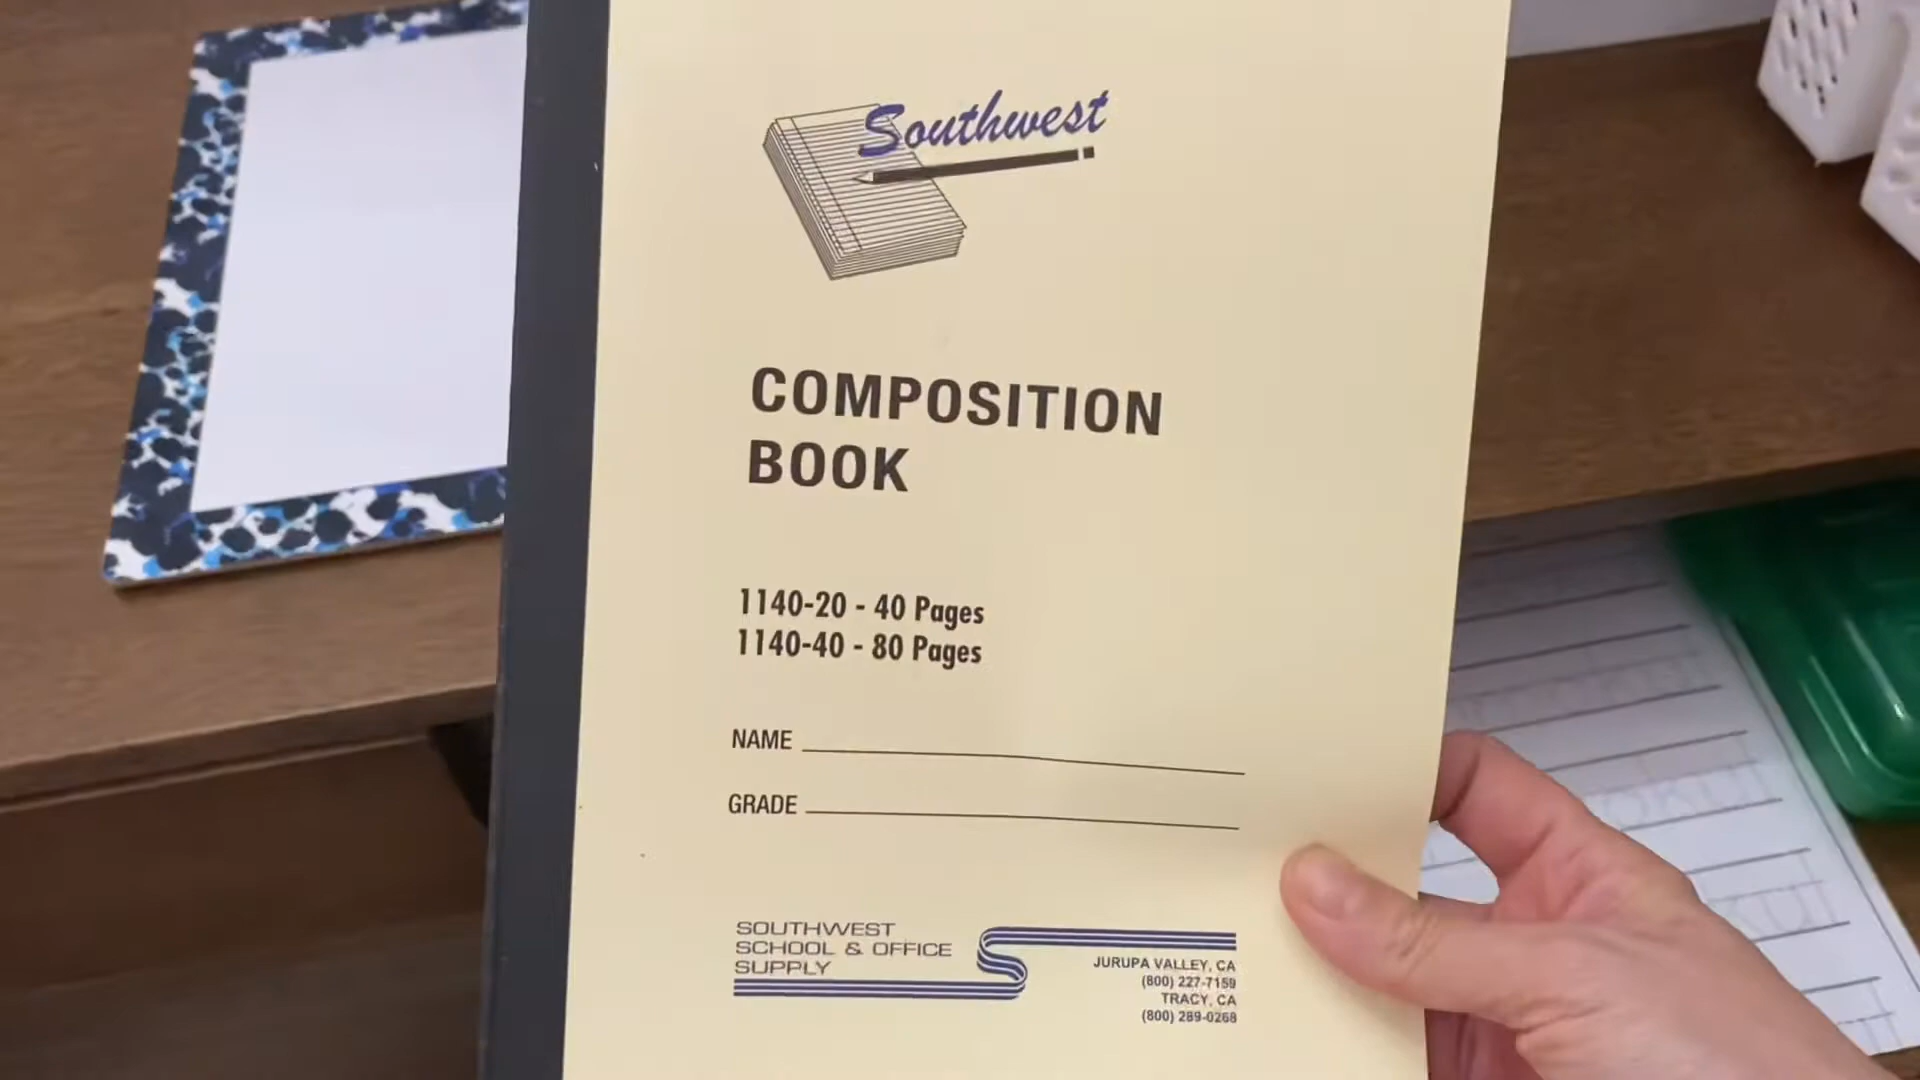 Southwest
COMPOSITION
BOOK
1140-20 - 40 Pages
1140-40 - 80 Pages
NAME
GRADE
SOUTHWEST
SCHOOL & OFFICE
SUPPLY
JURUPA VALLEY, CA
(800) 227-7159
TRACY, CA
(800) 289-0268